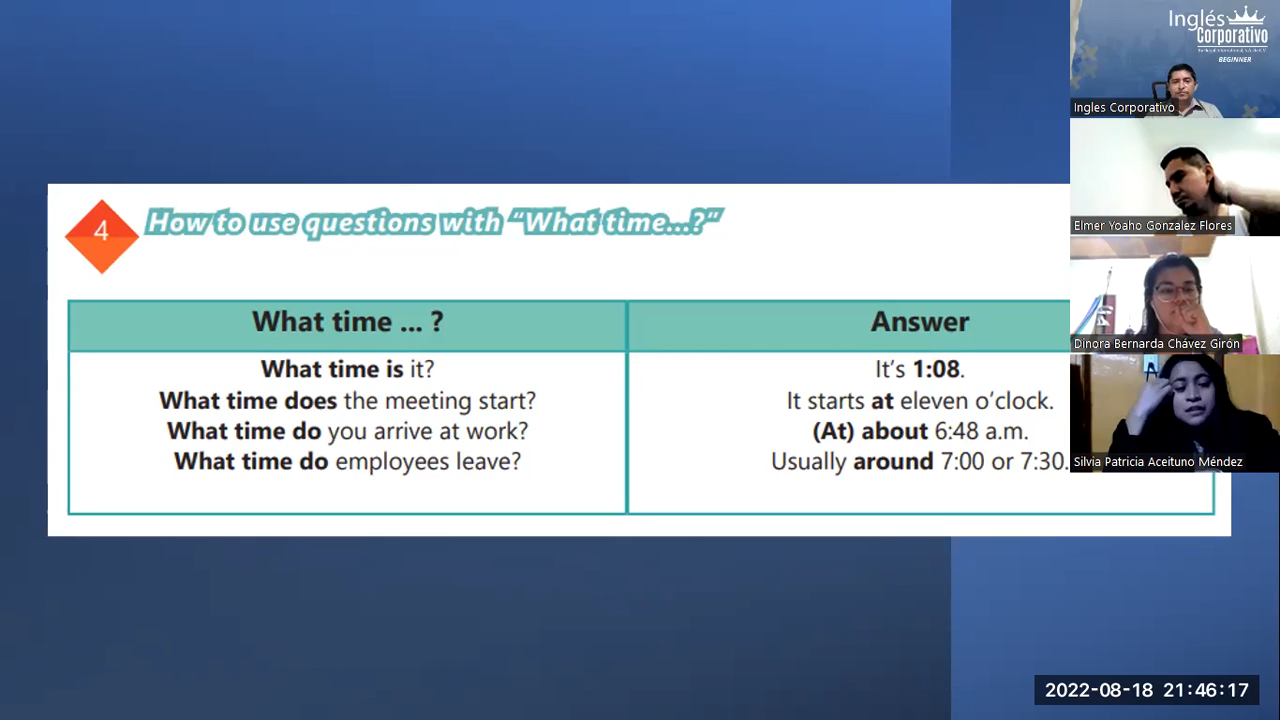 4
How to use questions with “What time...?”
What time ... ?
Answer
What time is it?
It's 1:08.
What time does the meeting start?
It starts at eleven o'clock.
What time do you arrive at work?
(At) about 6:48 a.m.
What time do employees leave?
Usually around 7:00 or 7:30.
Inglés
Corporativo
BEGINNER
Ingles Corporativo
Elmer Yoaho Gonzalez Flores
Dinora Bernarda Chávez Girón
Silvia Patricia Aceituno Méndez
2022-08-18 21:46:17